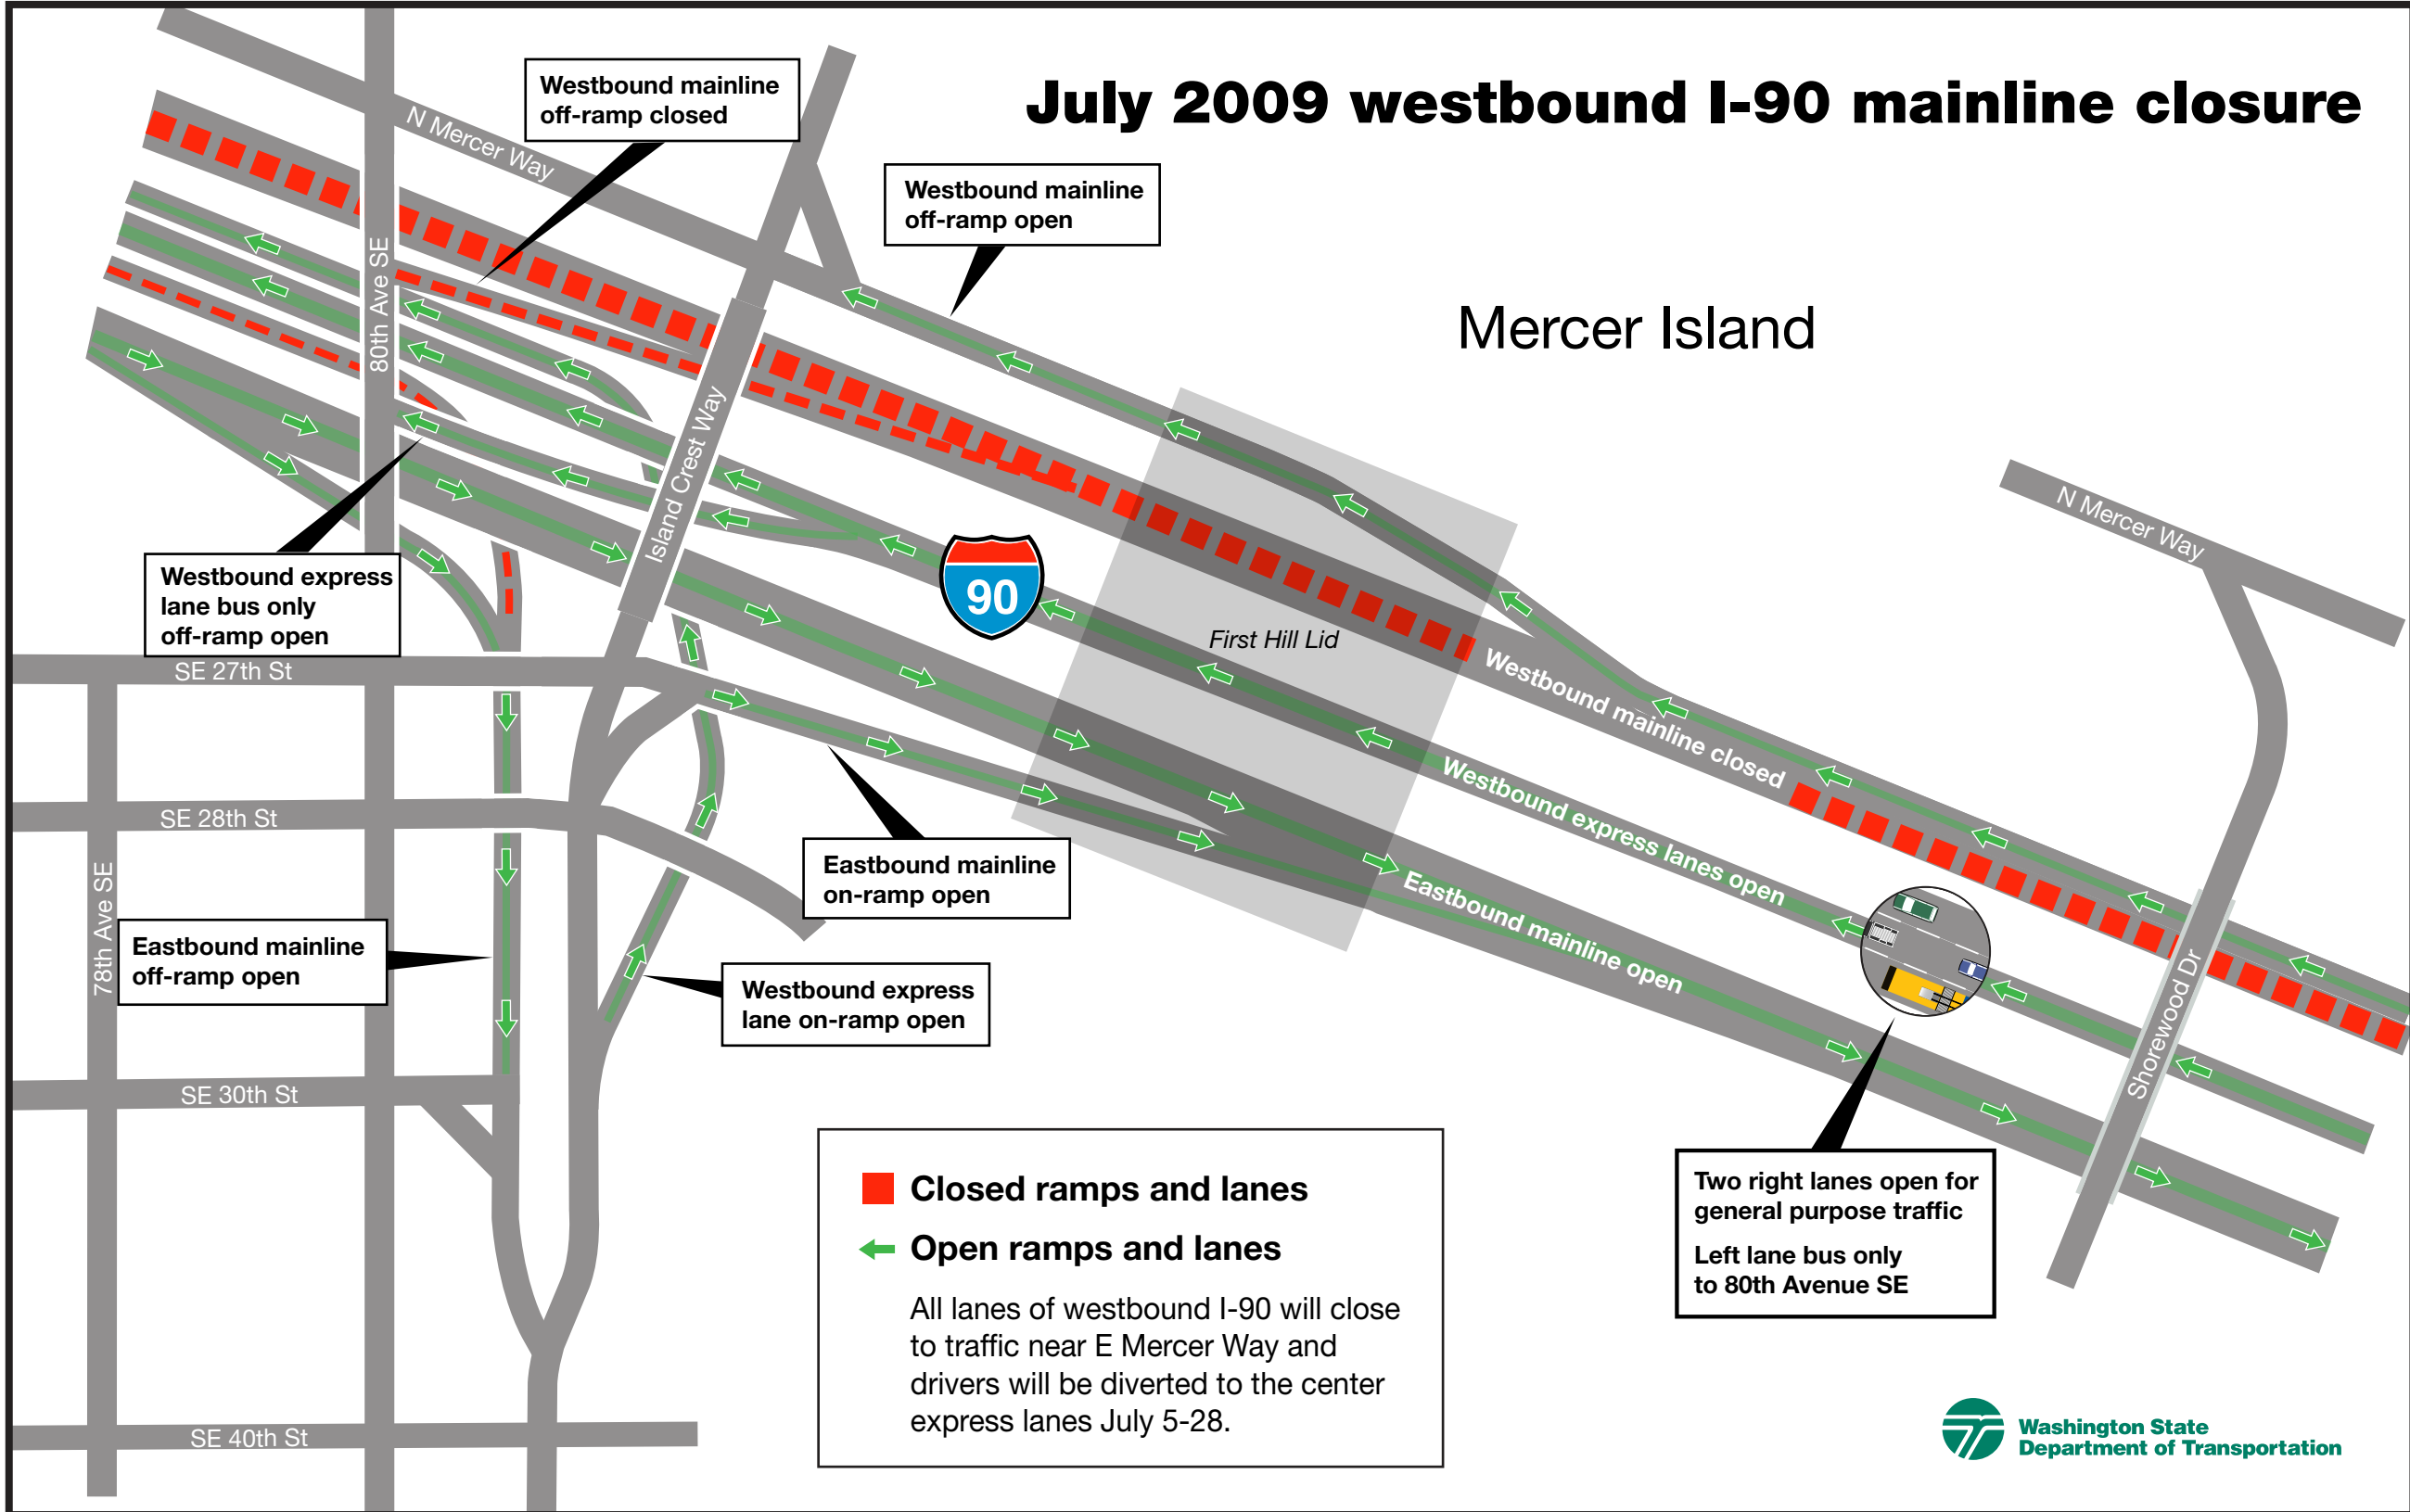 July 2009 westbound I-90 mainline closure
Westbound mainline
off-ramp closed
N Mercer Way
Westbound mainline
off-ramp open
Mercer Island
80th Ave SE
Island Crest Way
N Mercer Way
Westbound express
lane bus only
off-ramp open
90
First Hill Lid
SE 27th St
Westbound mainline closed
Westbound express lanes open
Eastbound mainline open
SE 28th St
78th Ave SE
Eastbound mainline
on-ramp open
Eastbound mainline
off-ramp open
Westbound express
lane on-ramp open
Shorewood Dr
SE 30th St
Closed ramps and lanes
Open ramps and lanes
All lanes of westbound I-90 will close
to traffic near E Mercer Way and
drivers will be diverted to the center
express lanes July 5-28.
Two right lanes open for
general purpose traffic
Left lane bus only
to 80th Avenue SE
SE 40th St
Washington State
Department of Transportation